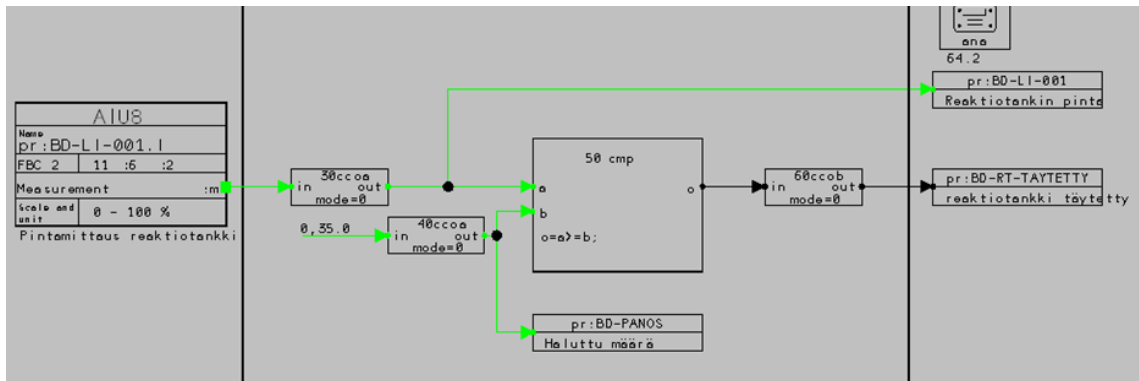 ana
64.2
pr:BD-LI-001
Reaktiotankin pinta
AIU8
Name
pr:BD-LI-001.I
FBC 2 11 :6 :2
Measurement :m
Scale and unit 0 - 100 %
Pintamittaus reaktiotankki
30ccoa
in out
mode=0
0,35.0
40ccoa
in out
mode=0
50 cmp
a o
b
o=a>=b;
60ccob
in out
mode=0
pr:BD-RT-TAYTETTY
reaktiotankki täytetty
pr:BD-PANOS
Haluttu määrä